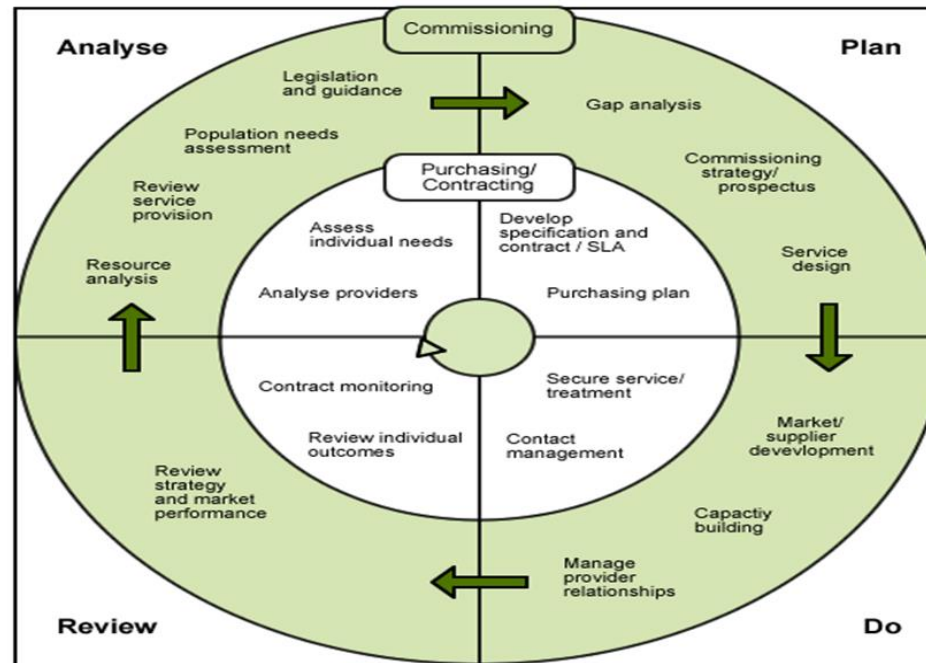 Analyse
Commissioning
Plan
Legislation
and guidance
Gap analysis
Population needs
assessment
Commissioning
strategy/
prospectus
Purchasing/
Contracting
Review
service
provision
Assess
individual needs
Develop
specification and
contract / SLA
Resource
analysis
Service
design
Analyse providers
Purchasing plan
Contract monitoring
Secure service/
treatment
Review individual
outcomes
Contact
management
Market/
supplier
devevlopment
Review
strategy
and market
performance
Capactiy
building
Manage
provider
relationships
Review
Do